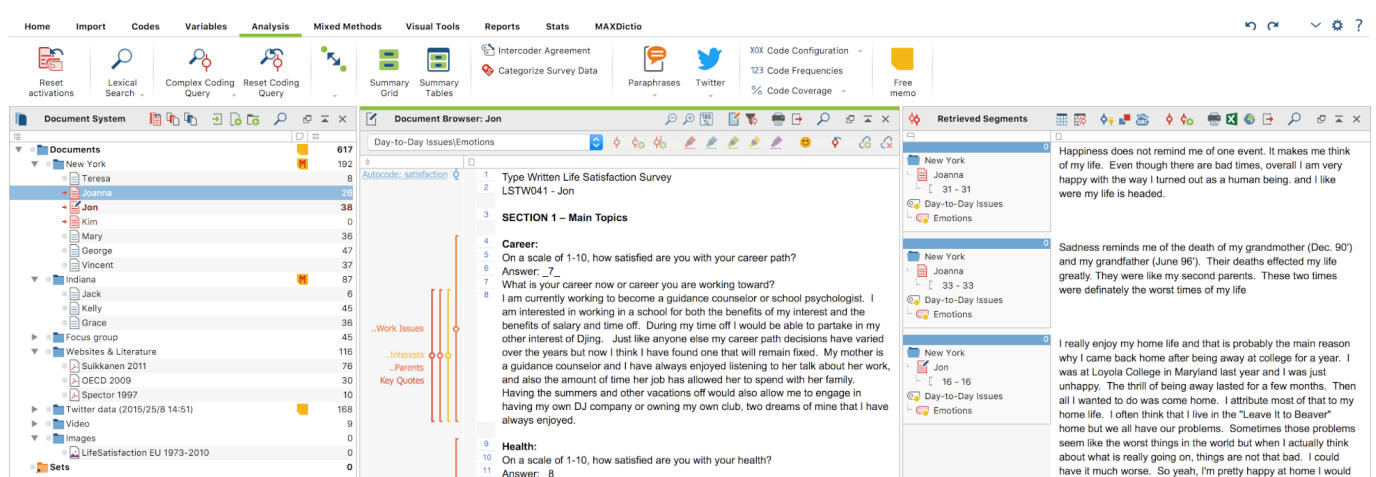 Home Import Codes Variables Analysis Mixed Methods Visual Tools Reports Stats MAXDictio
Reset activations
Lexical Search
Complex Coding Query
Reset Coding Query
Summary Grid
Summary Tables
Intercoder Agreement
Categorize Survey Data
Paraphrases
Twitter
XOX Code Configuration
123 Code Frequencies
% Code Coverage
Free memo
Document System
Documents 617
New York M 192
Teresa 8
Joanna 26
Jon 38
Kim 0
Mary 36
George 47
Vincent 37
Indiana M 87
Jack 6
Kelly 45
Grace 36
Focus group 45
Websites & Literature 116
Suikkanen 2011 76
OECD 2009 30
Spector 1997 10
Twitter data (2015/25/8 14:51) 168
Video 9
Images 0
LifeSatisfaction EU 1973-2010 0
Sets 0
Document Browser: Jon
Day-to-Day Issues\Emotions
Autocode: satisfaction
..Work Issues
..Interests
..Parents
Key Quotes
1 Type Written Life Satisfaction Survey
2 LSTW041 - Jon
3 SECTION 1 – Main Topics
4 Career:
5 On a scale of 1-10, how satisfied are you with your career path?
6 Answer: _7_
7 What is your career now or career you are working toward?
8 I am currently working to become a guidance counselor or school psychologist. I
am interested in working in a school for both the benefits of my interest and the
benefits of salary and time off. During my time off I would be able to partake in my
other interest of Djing. Just like anyone else my career path decisions have varied
over the years but now I think I have found one that will remain fixed. My mother is
a guidance counselor and I have always enjoyed listening to her talk about her work,
and also the amount of time her job has allowed her to spend with her family.
Having the summers and other vacations off would also allow me to engage in
having my own DJ company or owning my own club, two dreams of mine that I have
always enjoyed.
9 Health:
10 On a scale of 1-10, how satisfied are you with your health?
11 Answer: 8
Retrieved Segments
0
New York
Joanna
31 - 31
Day-to-Day Issues
Emotions
Happiness does not remind me of one event. It makes me think
of my life. Even though there are bad times, overall I am very
happy with the way I turned out as a human being. and I like
were my life is headed.
0
New York
Joanna
33 - 33
Day-to-Day Issues
Emotions
Sadness reminds me of the death of my grandmother (Dec. 90')
and my grandfather (June 96'). Their deaths effected my life
greatly. They were like my second parents. These two times
were definately the worst times of my life
0
New York
Jon
16 - 16
Day-to-Day Issues
Emotions
I really enjoy my home life and that is probably the main reason
why I came back home after being away at college for a year. I
was at Loyola College in Maryland last year and I was just
unhappy. The thrill of being away lasted for a few months. Then
all I wanted to do was come home. I attribute most of that to my
home life. I often think that I live in the "Leave It to Beaver"
home but we all have our problems. Sometimes those problems
seem like the worst things in the world but when I actually think
about what is really going on, things are not that bad. I could
have it much worse. So yeah, I'm pretty happy at home I would